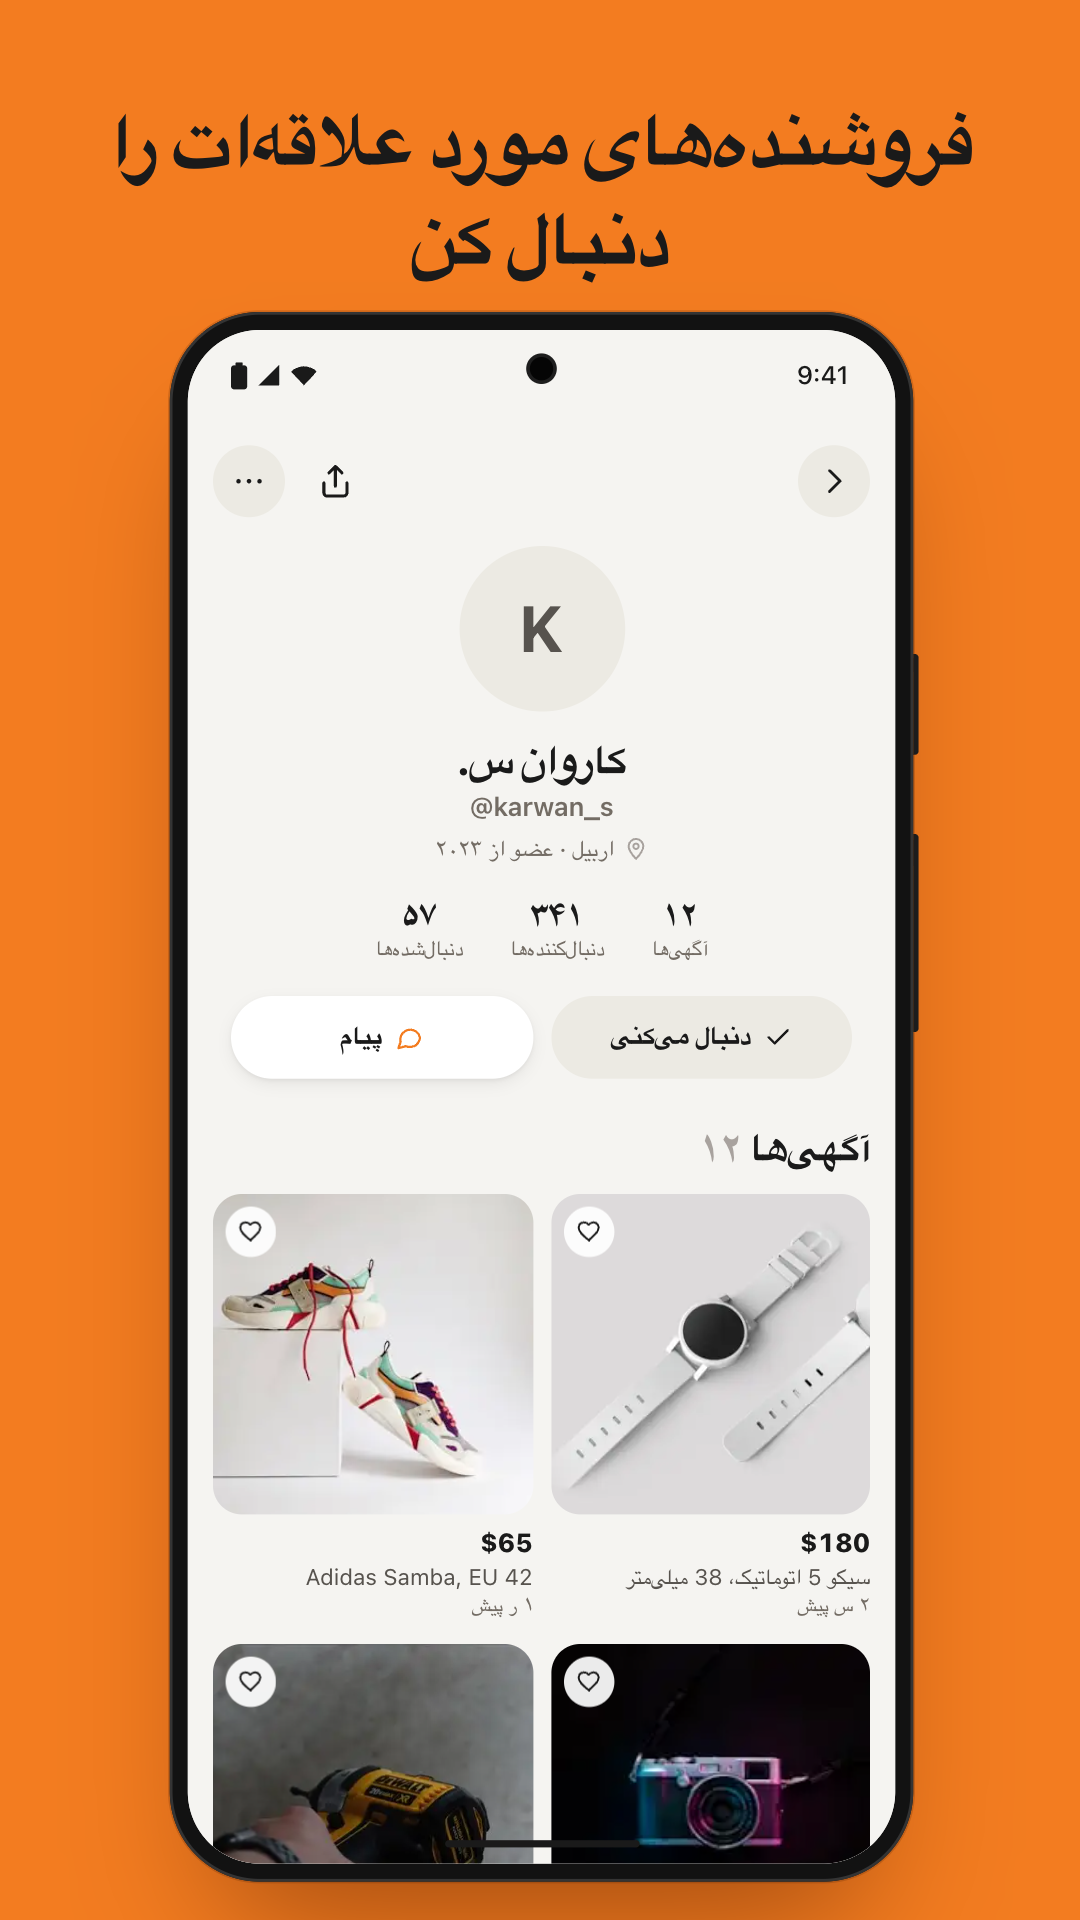 فروشنده‌های مورد علاقه‌ات را
دنبال کن
9:41
K
کاروان س.
@karwan_s
اربیل · عضو از ۲۰۲۳
۱۲
آگهی‌ها
۳۴۱
دنبال‌کننده‌ها
۵۷
دنبال‌شده‌ها
دنبال می‌کنی
پیام
آگهی‌ها ۱۲
$180
سیکو 5 اتوماتیک، 38 میلی‌متر
۲ س پیش
$65
Adidas Samba, EU 42
۱ ر پیش
DEWALT
XR